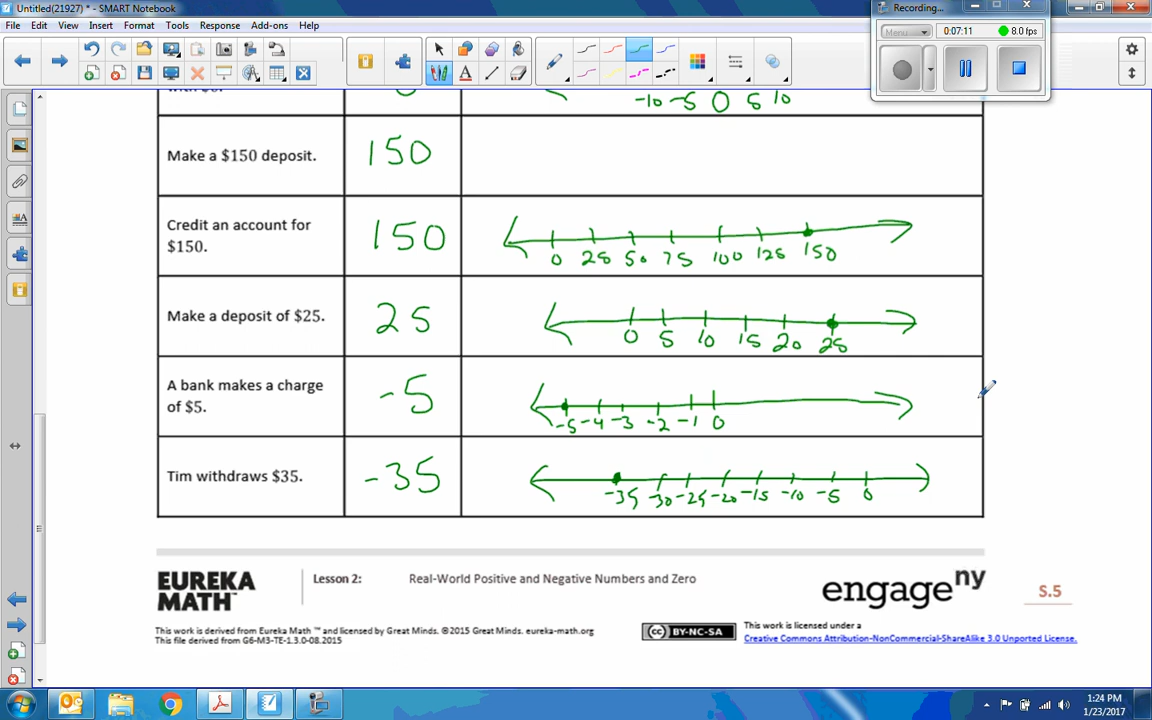 Untitled(21927) * - SMART Notebook
Recording...
File Edit View Insert Format Tools Response Add-ons Help
Menu 0:07:11 8.0 fps
-10 -5 0 5 10
Make a $150 deposit. 150
Credit an account for
$150.
150
0 25 50 75 100 125 150
Make a deposit of $25. 25
0 5 10 15 20 25
A bank makes a charge
of $5.
-5
-5 -4 -3 -2 -1 0
Tim withdraws $35. -35
-35 -30 -25 -20 -15 -10 -5 0
EUREKA
MATH™
Lesson 2: Real-World Positive and Negative Numbers and Zero
engageny
S.5
This work is derived from Eureka Math ™ and licensed by Great Minds. ©2015 Great Minds. eureka-math.org
This file derived from G6-M3-TE-1.3.0-08.2015
cc BY-NC-SA
This work is licensed under a
Creative Commons Attribution-NonCommercial-ShareAlike 3.0 Unported License.
1:24 PM
1/23/2017